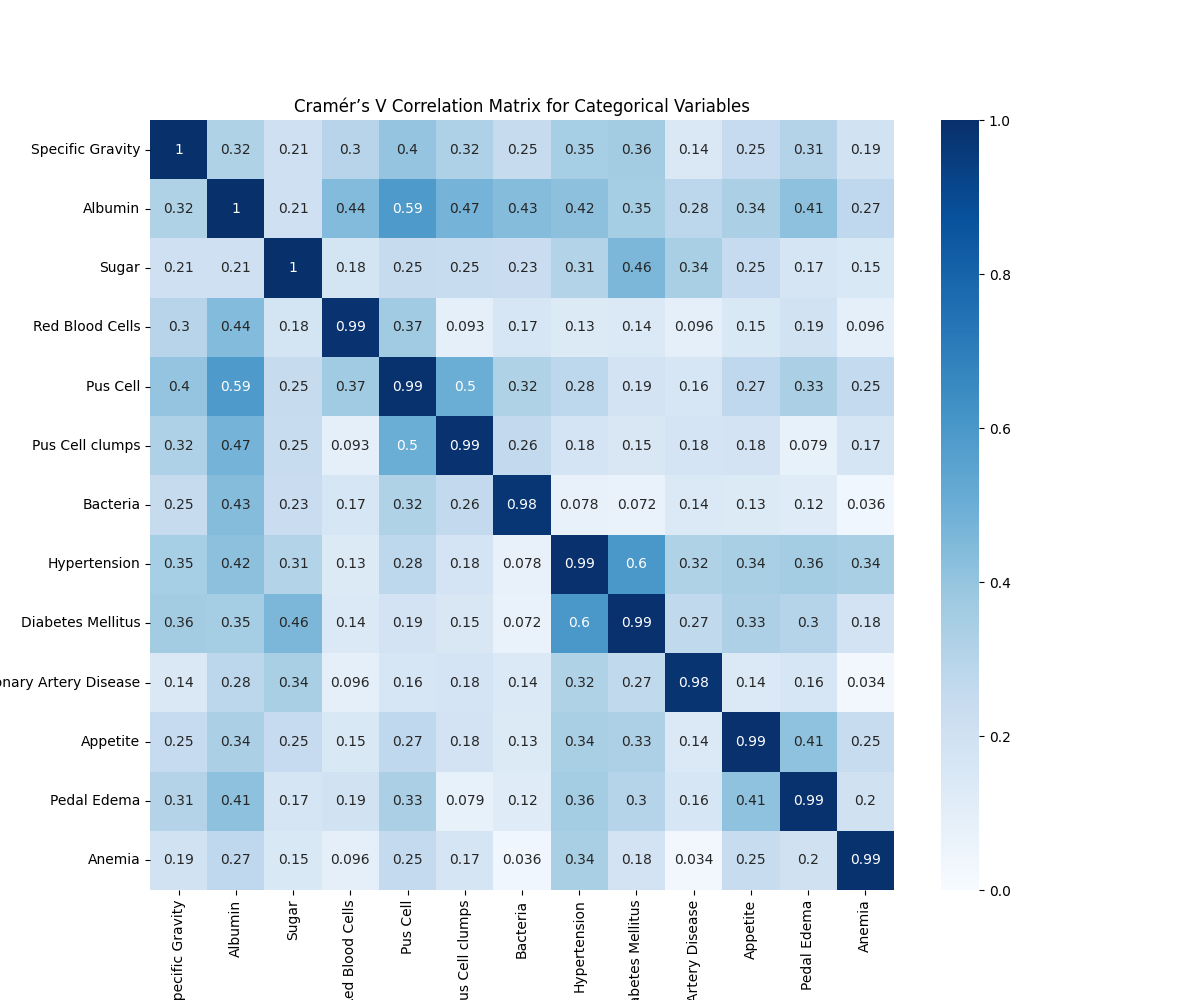 Cramér’s V Correlation Matrix for Categorical Variables
Specific Gravity 1 0.32 0.21 0.3 0.4 0.32 0.25 0.35 0.36 0.14 0.25 0.31 0.19
Albumin 0.32 1 0.21 0.44 0.59 0.47 0.43 0.42 0.35 0.28 0.34 0.41 0.27
Sugar 0.21 0.21 1 0.18 0.25 0.25 0.23 0.31 0.46 0.34 0.25 0.17 0.15
Red Blood Cells 0.3 0.44 0.18 0.99 0.37 0.093 0.17 0.13 0.14 0.096 0.15 0.19 0.096
Pus Cell 0.4 0.59 0.25 0.37 0.99 0.5 0.32 0.28 0.19 0.16 0.27 0.33 0.25
Pus Cell clumps 0.32 0.47 0.25 0.093 0.5 0.99 0.26 0.18 0.15 0.18 0.18 0.079 0.17
Bacteria 0.25 0.43 0.23 0.17 0.32 0.26 0.98 0.078 0.072 0.14 0.13 0.12 0.036
Hypertension 0.35 0.42 0.31 0.13 0.28 0.18 0.078 0.99 0.6 0.32 0.34 0.36 0.34
Diabetes Mellitus 0.36 0.35 0.46 0.14 0.19 0.15 0.072 0.6 0.99 0.27 0.33 0.3 0.18
onary Artery Disease 0.14 0.28 0.34 0.096 0.16 0.18 0.14 0.32 0.27 0.98 0.14 0.16 0.034
Appetite 0.25 0.34 0.25 0.15 0.27 0.18 0.13 0.34 0.33 0.14 0.99 0.41 0.25
Pedal Edema 0.31 0.41 0.17 0.19 0.33 0.079 0.12 0.36 0.3 0.16 0.41 0.99 0.2
Anemia 0.19 0.27 0.15 0.096 0.25 0.17 0.036 0.34 0.18 0.034 0.25 0.2 0.99
pecific Gravity
Albumin
Sugar
ed Blood Cells
Pus Cell
us Cell clumps
Bacteria
Hypertension
abetes Mellitus
Artery Disease
Appetite
Pedal Edema
Anemia
1.0
0.8
0.6
0.4
0.2
0.0